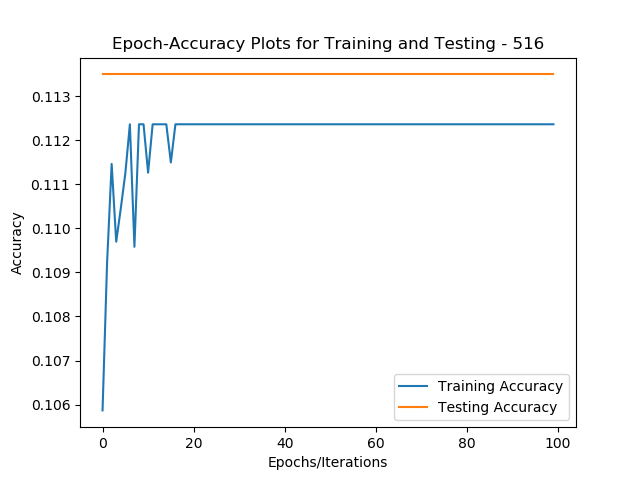 Epoch-Accuracy Plots for Training and Testing - 516
0.113
0.112
0.111
0.110
0.109
0.108
0.107
0.106
Accuracy
0
20
40
60
80
100
Epochs/Iterations
Training Accuracy
Testing Accuracy